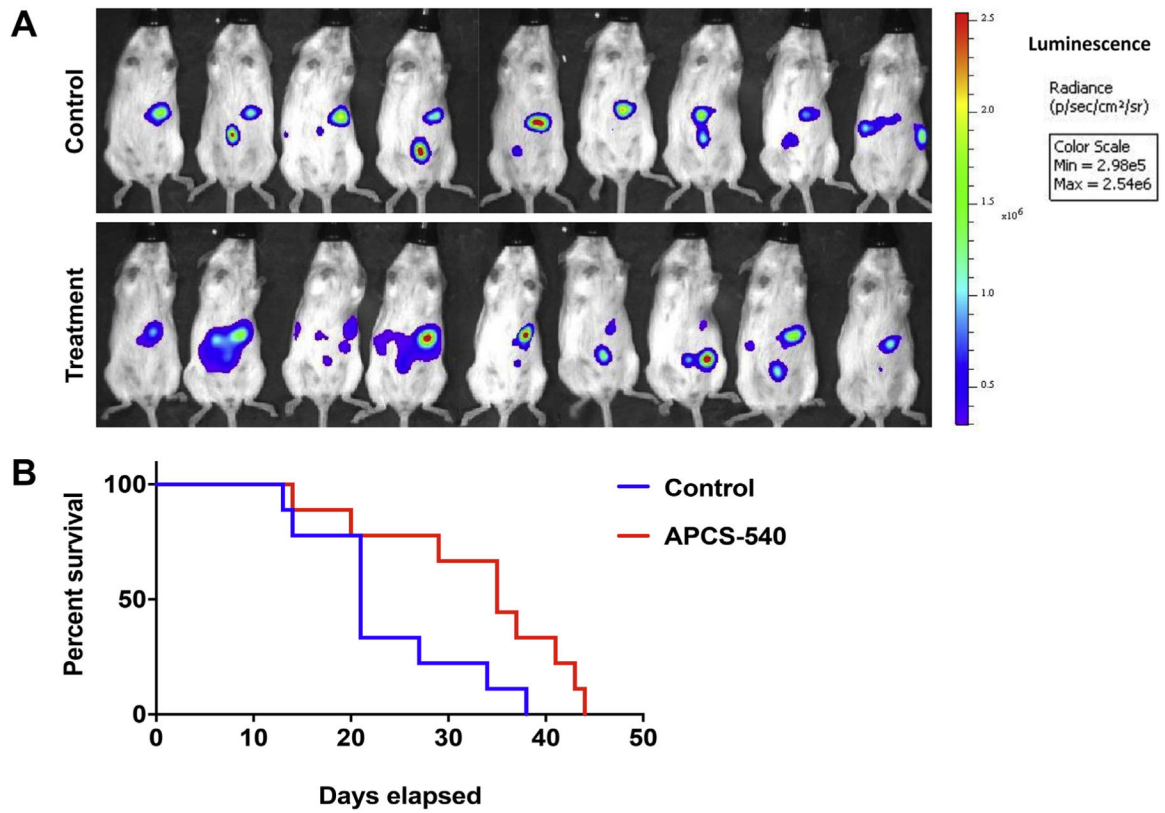 A
Control
Treatment
2.5
2.0
1.5
x10⁶
1.0
0.5
Luminescence
Radiance
(p/sec/cm²/sr)
Color Scale
Min = 2.98e5
Max = 2.54e6
B
Percent survival
100
50
0
0 10 20 30 40 50
Days elapsed
Control
APCS-540